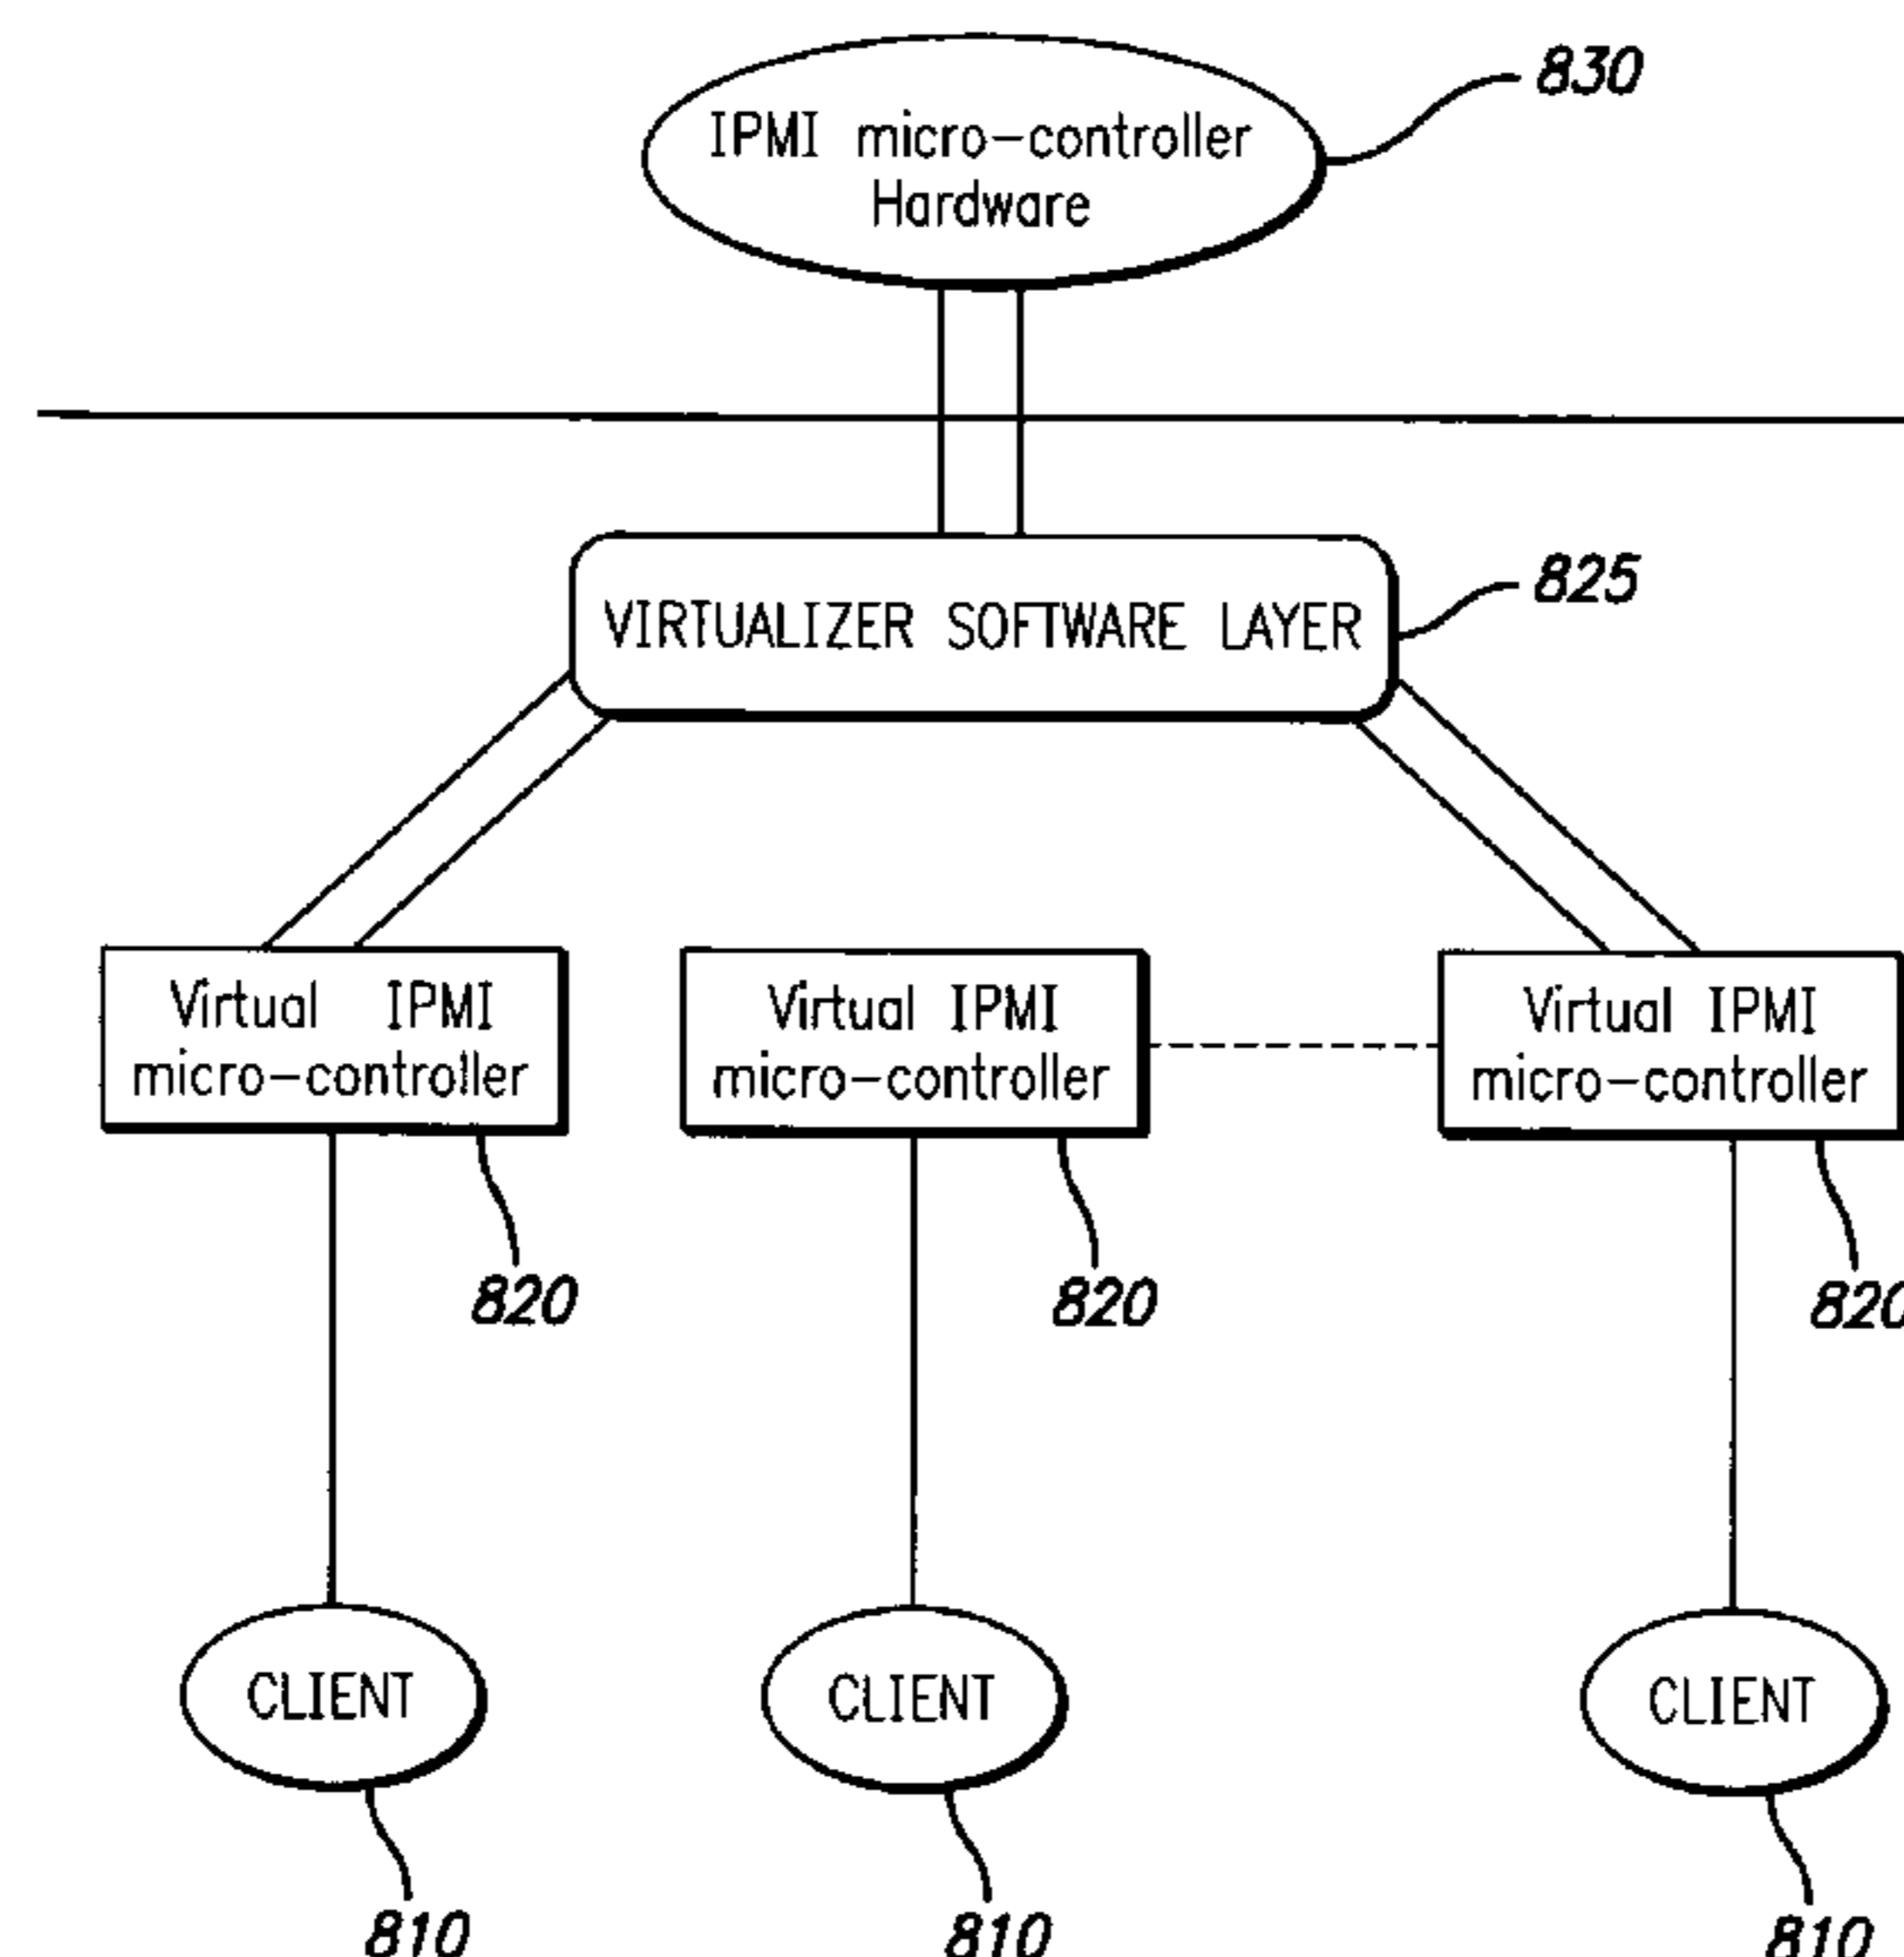 830
IPMI micro-controller
Hardware
825
VIRTUALIZER SOFTWARE LAYER
Virtual IPMI
micro-controller
Virtual IPMI
micro-controller
Virtual IPMI
micro-controller
820
820
820
CLIENT
CLIENT
CLIENT
810
810
810